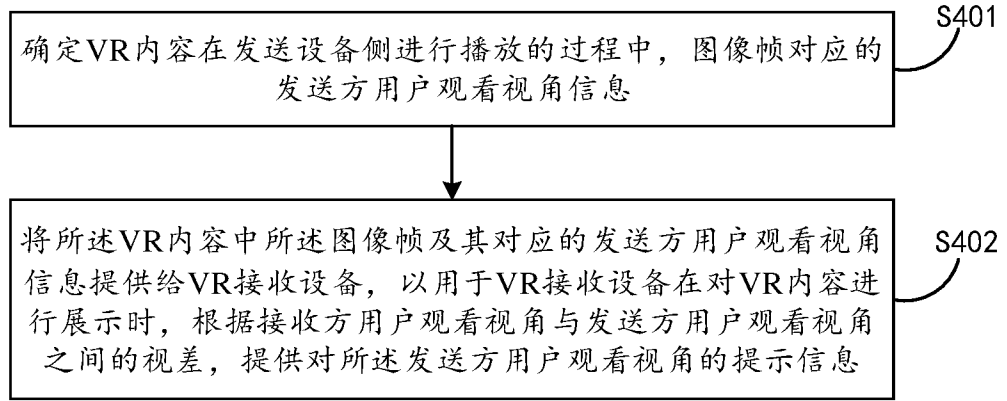 S401
确定VR内容在发送设备侧进行播放的过程中，图像帧对应的
发送方用户观看视角信息
S402
将所述VR内容中所述图像帧及其对应的发送方用户观看视角
信息提供给VR接收设备，以用于VR接收设备在对VR内容进
行展示时，根据接收方用户观看视角与发送方用户观看视角
之间的视差，提供对所述发送方用户观看视角的提示信息